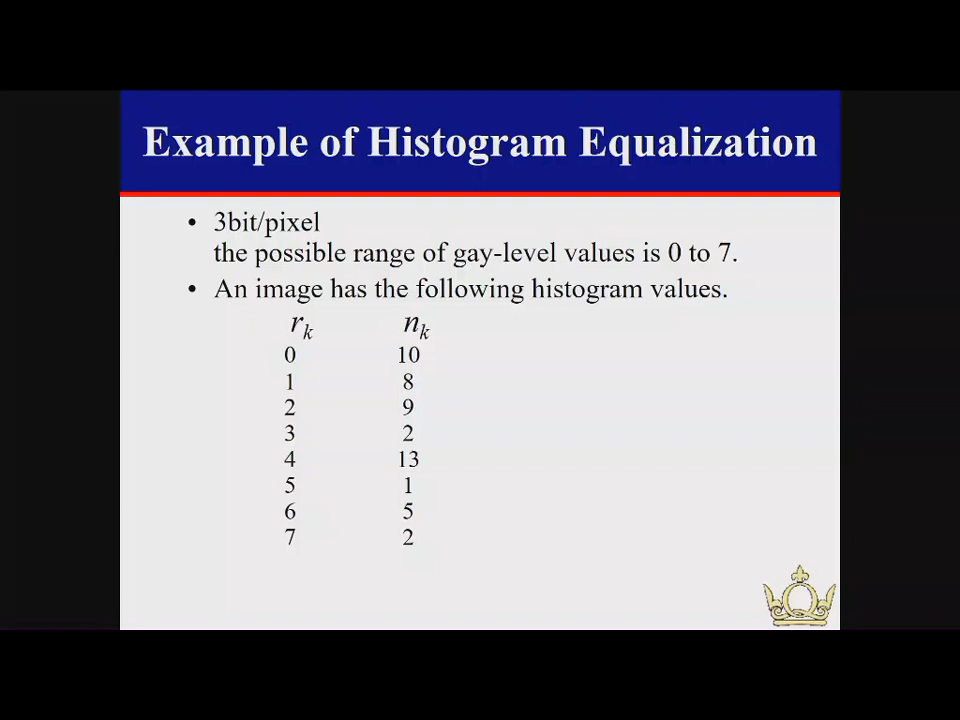 Example of Histogram Equalization
• 3bit/pixel
the possible range of gay-level values is 0 to 7.
• An image has the following histogram values.
rk nk
0 10
1 8
2 9
3 2
4 13
5 1
6 5
7 2